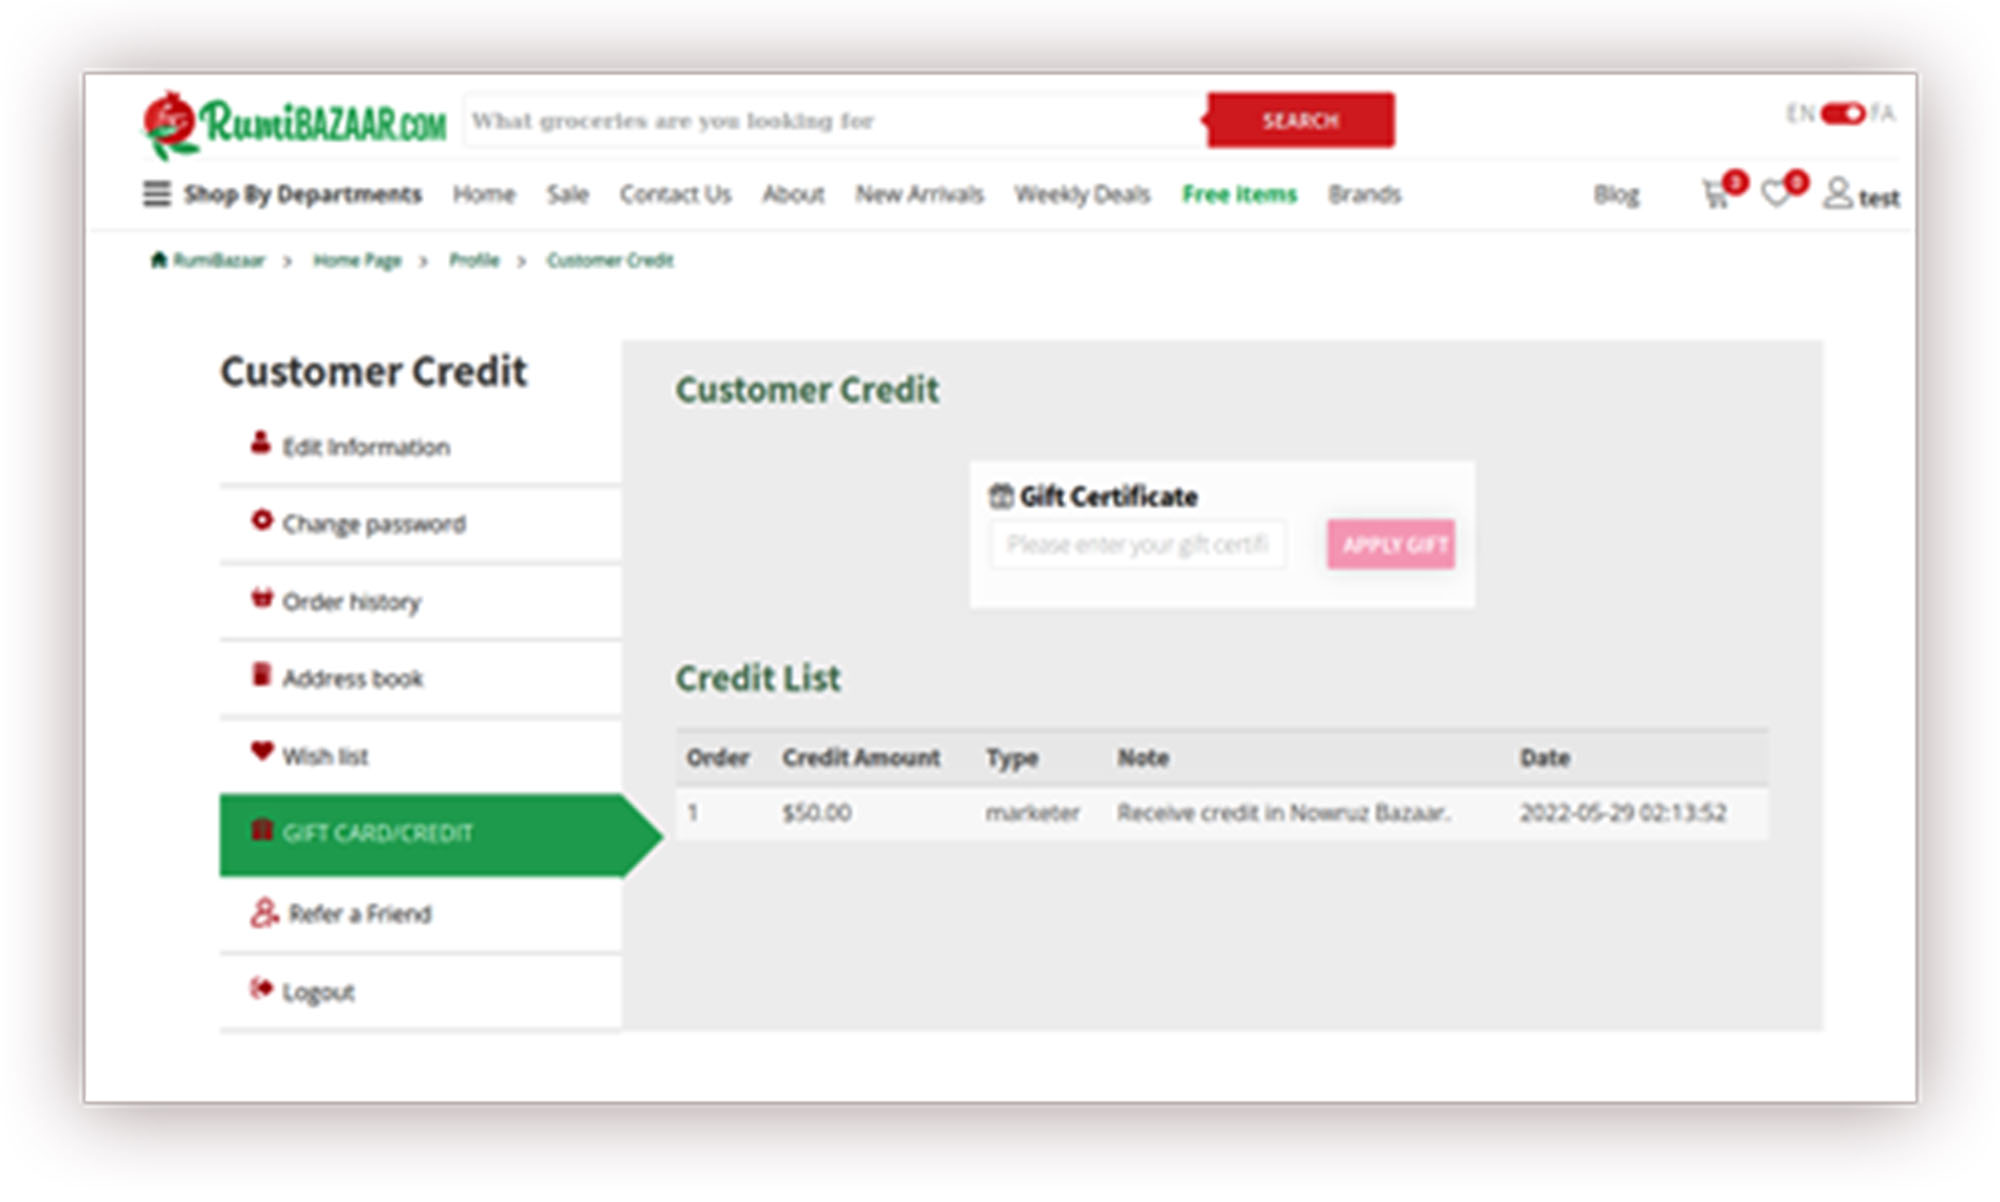 RumiBAZAAR.COM
What groceries are you looking for
SEARCH
EN FA
Shop By Departments Home Sale Contact Us About New Arrivals Weekly Deals Free Items Brands Blog 3 0 test
RumiBazaar > Home Page > Profile > Customer Credit
Customer Credit
Edit Information
Change password
Order history
Address book
Wish list
GIFT CARD/CREDIT
Refer a Friend
Logout
Customer Credit
Gift Certificate
Please enter your gift certifi
APPLY GIFT
Credit List
Order Credit Amount Type Note Date
1 $50.00 marketer Receive credit in Nowruz Bazaar. 2022-05-29 02:13:52